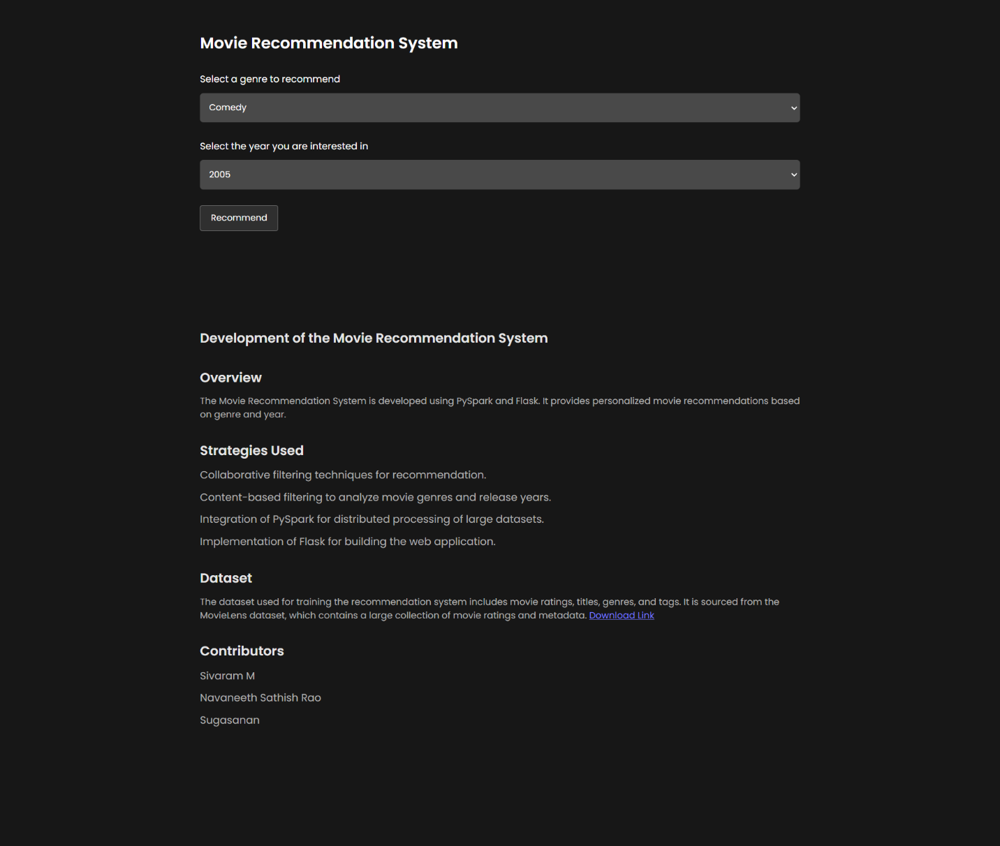 Movie Recommendation System
Select a genre to recommend
Comedy
Select the year you are interested in
2005
Recommend
Development of the Movie Recommendation System
Overview
The Movie Recommendation System is developed using PySpark and Flask. It provides personalized movie recommendations based
on genre and year.
Strategies Used
Collaborative filtering techniques for recommendation.
Content-based filtering to analyze movie genres and release years.
Integration of PySpark for distributed processing of large datasets.
Implementation of Flask for building the web application.
Dataset
The dataset used for training the recommendation system includes movie ratings, titles, genres, and tags. It is sourced from the
MovieLens dataset, which contains a large collection of movie ratings and metadata. Download Link
Contributors
Sivaram M
Navaneeth Sathish Rao
Sugasanan